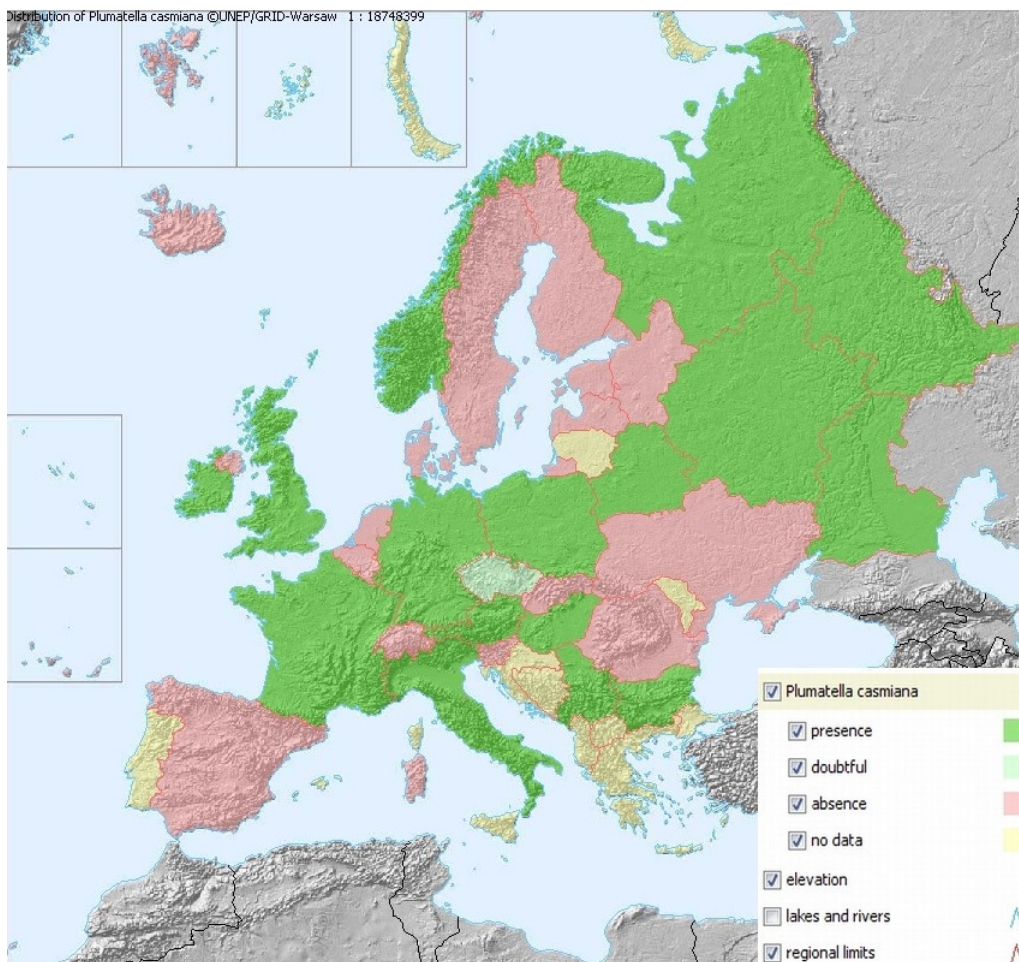 Distribution of Plumatella casmiana ©UNEP/GRID-Warsaw 1 : 18748399
Plumatella casmiana
presence
doubtful
absence
no data
elevation
lakes and rivers
regional limits